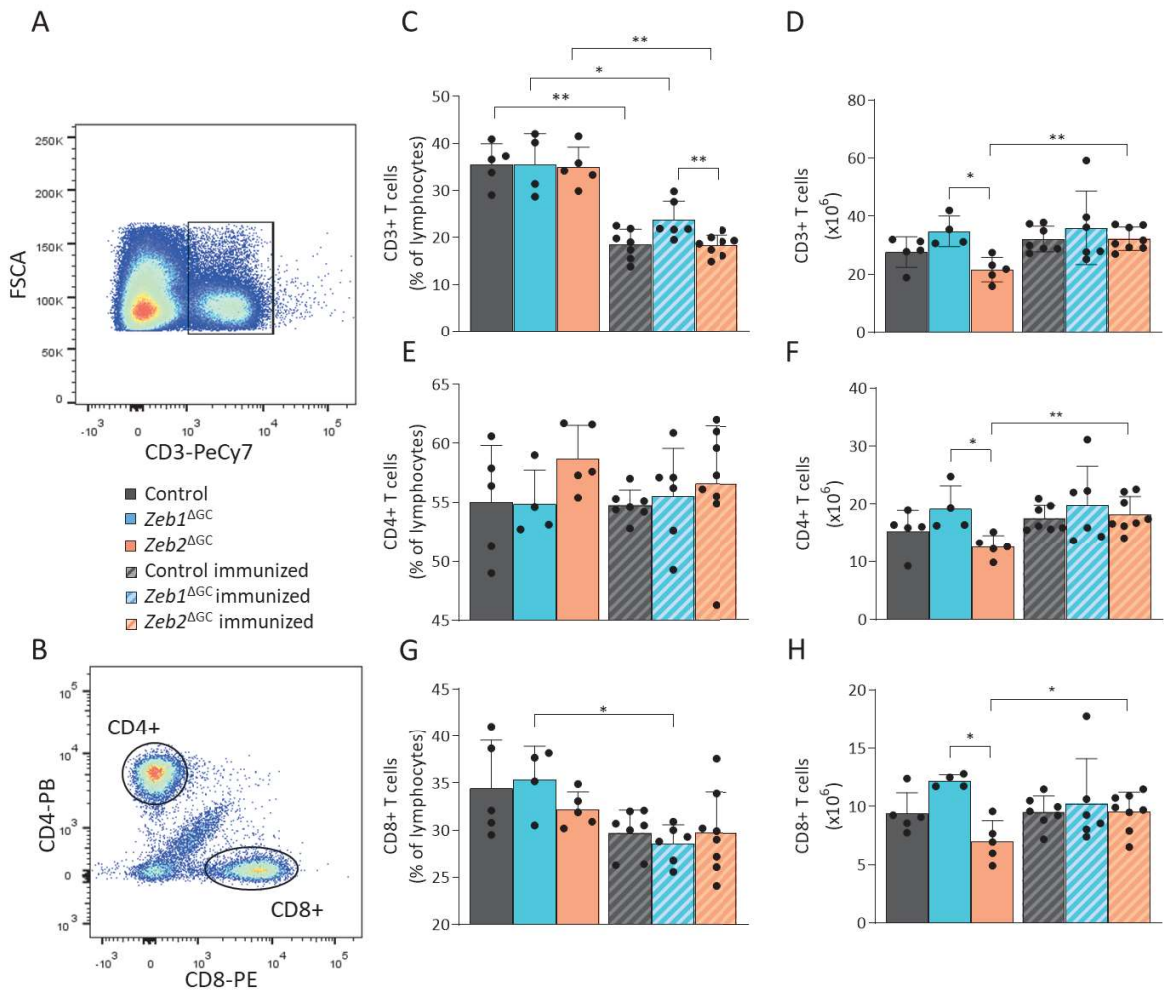 A
250K
200K
150K
100K
50K
0
FSCA
-10³
0
10³
10⁴
10⁵
CD3-PeCy7
Control
Zeb1ΔGC
Zeb2ΔGC
Control immunized
Zeb1ΔGC immunized
Zeb2ΔGC immunized
B
10⁵
10⁴
10³
0
10³
CD4-PB
CD4+
CD8+
-10³
0
10³
10⁴
10⁵
CD8-PE
C
**
*
**
**
50
40
30
20
10
0
CD3+ T cells
(% of lymphocytes)
D
**
*
80
60
40
20
0
CD3+ T cells
(x10⁶)
E
65
60
55
50
45
CD4+ T cells
(% of lymphocytes)
F
**
*
40
30
20
10
0
CD4+ T cells
(x10⁶)
G
*
45
40
35
30
25
20
CD8+ T cells
(% of lymphocytes)
H
*
*
20
15
10
5
0
CD8+ T cells
(x10⁶)